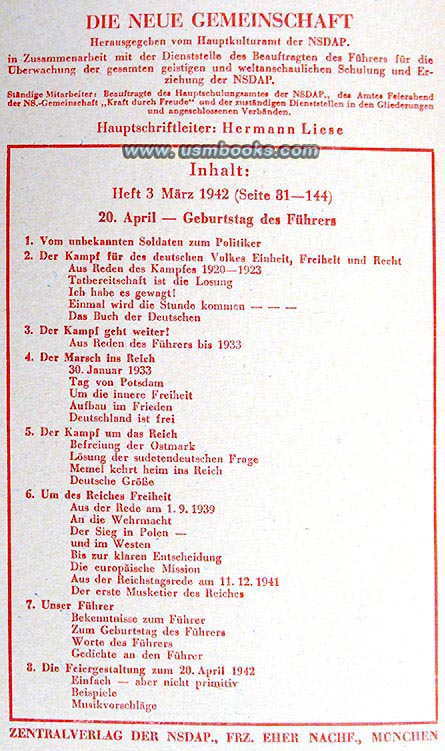 DIE NEUE GEMEINSCHAFT
Herausgegeben vom Hauptkulturamt der NSDAP.
in Zusammenarbeit mit der Dienststelle des Beauftragten des Führers für die
Überwachung der gesamten geistigen und weltanschaulichen Schulung und Er-
ziehung der NSDAP.
Ständige Mitarbeiter: Beauftragte des Hauptschulungsamtes der NSDAP., des Amtes Feierabend
der NS.-Gemeinschaft „Kraft durch Freude" und der zuständigen Dienststellen in den Gliederungen
und angeschlossenen Verbänden.
Hauptschriftleiter: Hermann Liese
www.usmbooks.com
Inhalt:
Heft 3 März 1942 (Seite 81—144)
20. April — Geburtstag des Führers
1. Vom unbekannten Soldaten zum Politiker
2. Der Kampf für des deutschen Volkes Einheit, Freiheit und Recht
Aus Reden des Kampfes 1920—1923
Tatbereitschaft ist die Losung
Ich habe es gewagt!
Einmal wird die Stunde kommen — — —
Das Buch der Deutschen
3. Der Kampf geht weiter!
Aus Reden des Führers bis 1933
4. Der Marsch ins Reich
30. Januar 1933
Tag von Potsdam
Um die innere Freiheit
Aufbau im Frieden
Deutschland ist frei
5. Der Kampf um das Reich
Befreiung der Ostmark
Lösung der sudetendeutschen Frage
Memel kehrt heim ins Reich
Deutsche Größe
6. Um des Reiches Freiheit
Aus der Rede am 1. 9. 1939
An die Wehrmacht
Der Sieg in Polen —
und im Westen
Bis zur klaren Entscheidung
Die europäische Mission
Aus der Reichstagsrede am 11. 12. 1941
Der erste Musketier des Reiches
7. Unser Führer
Bekenntnisse zum Führer
Zum Geburtstag des Führers
Worte des Führers
Gedichte an den Führer
8. Die Feiergestaltung zum 20. April 1942
Einfach — aber nicht primitiv
Beispiele
Musikvorschläge
ZENTRALVERLAG DER NSDAP., FRZ. EHER NACHF., MÜNCHEN